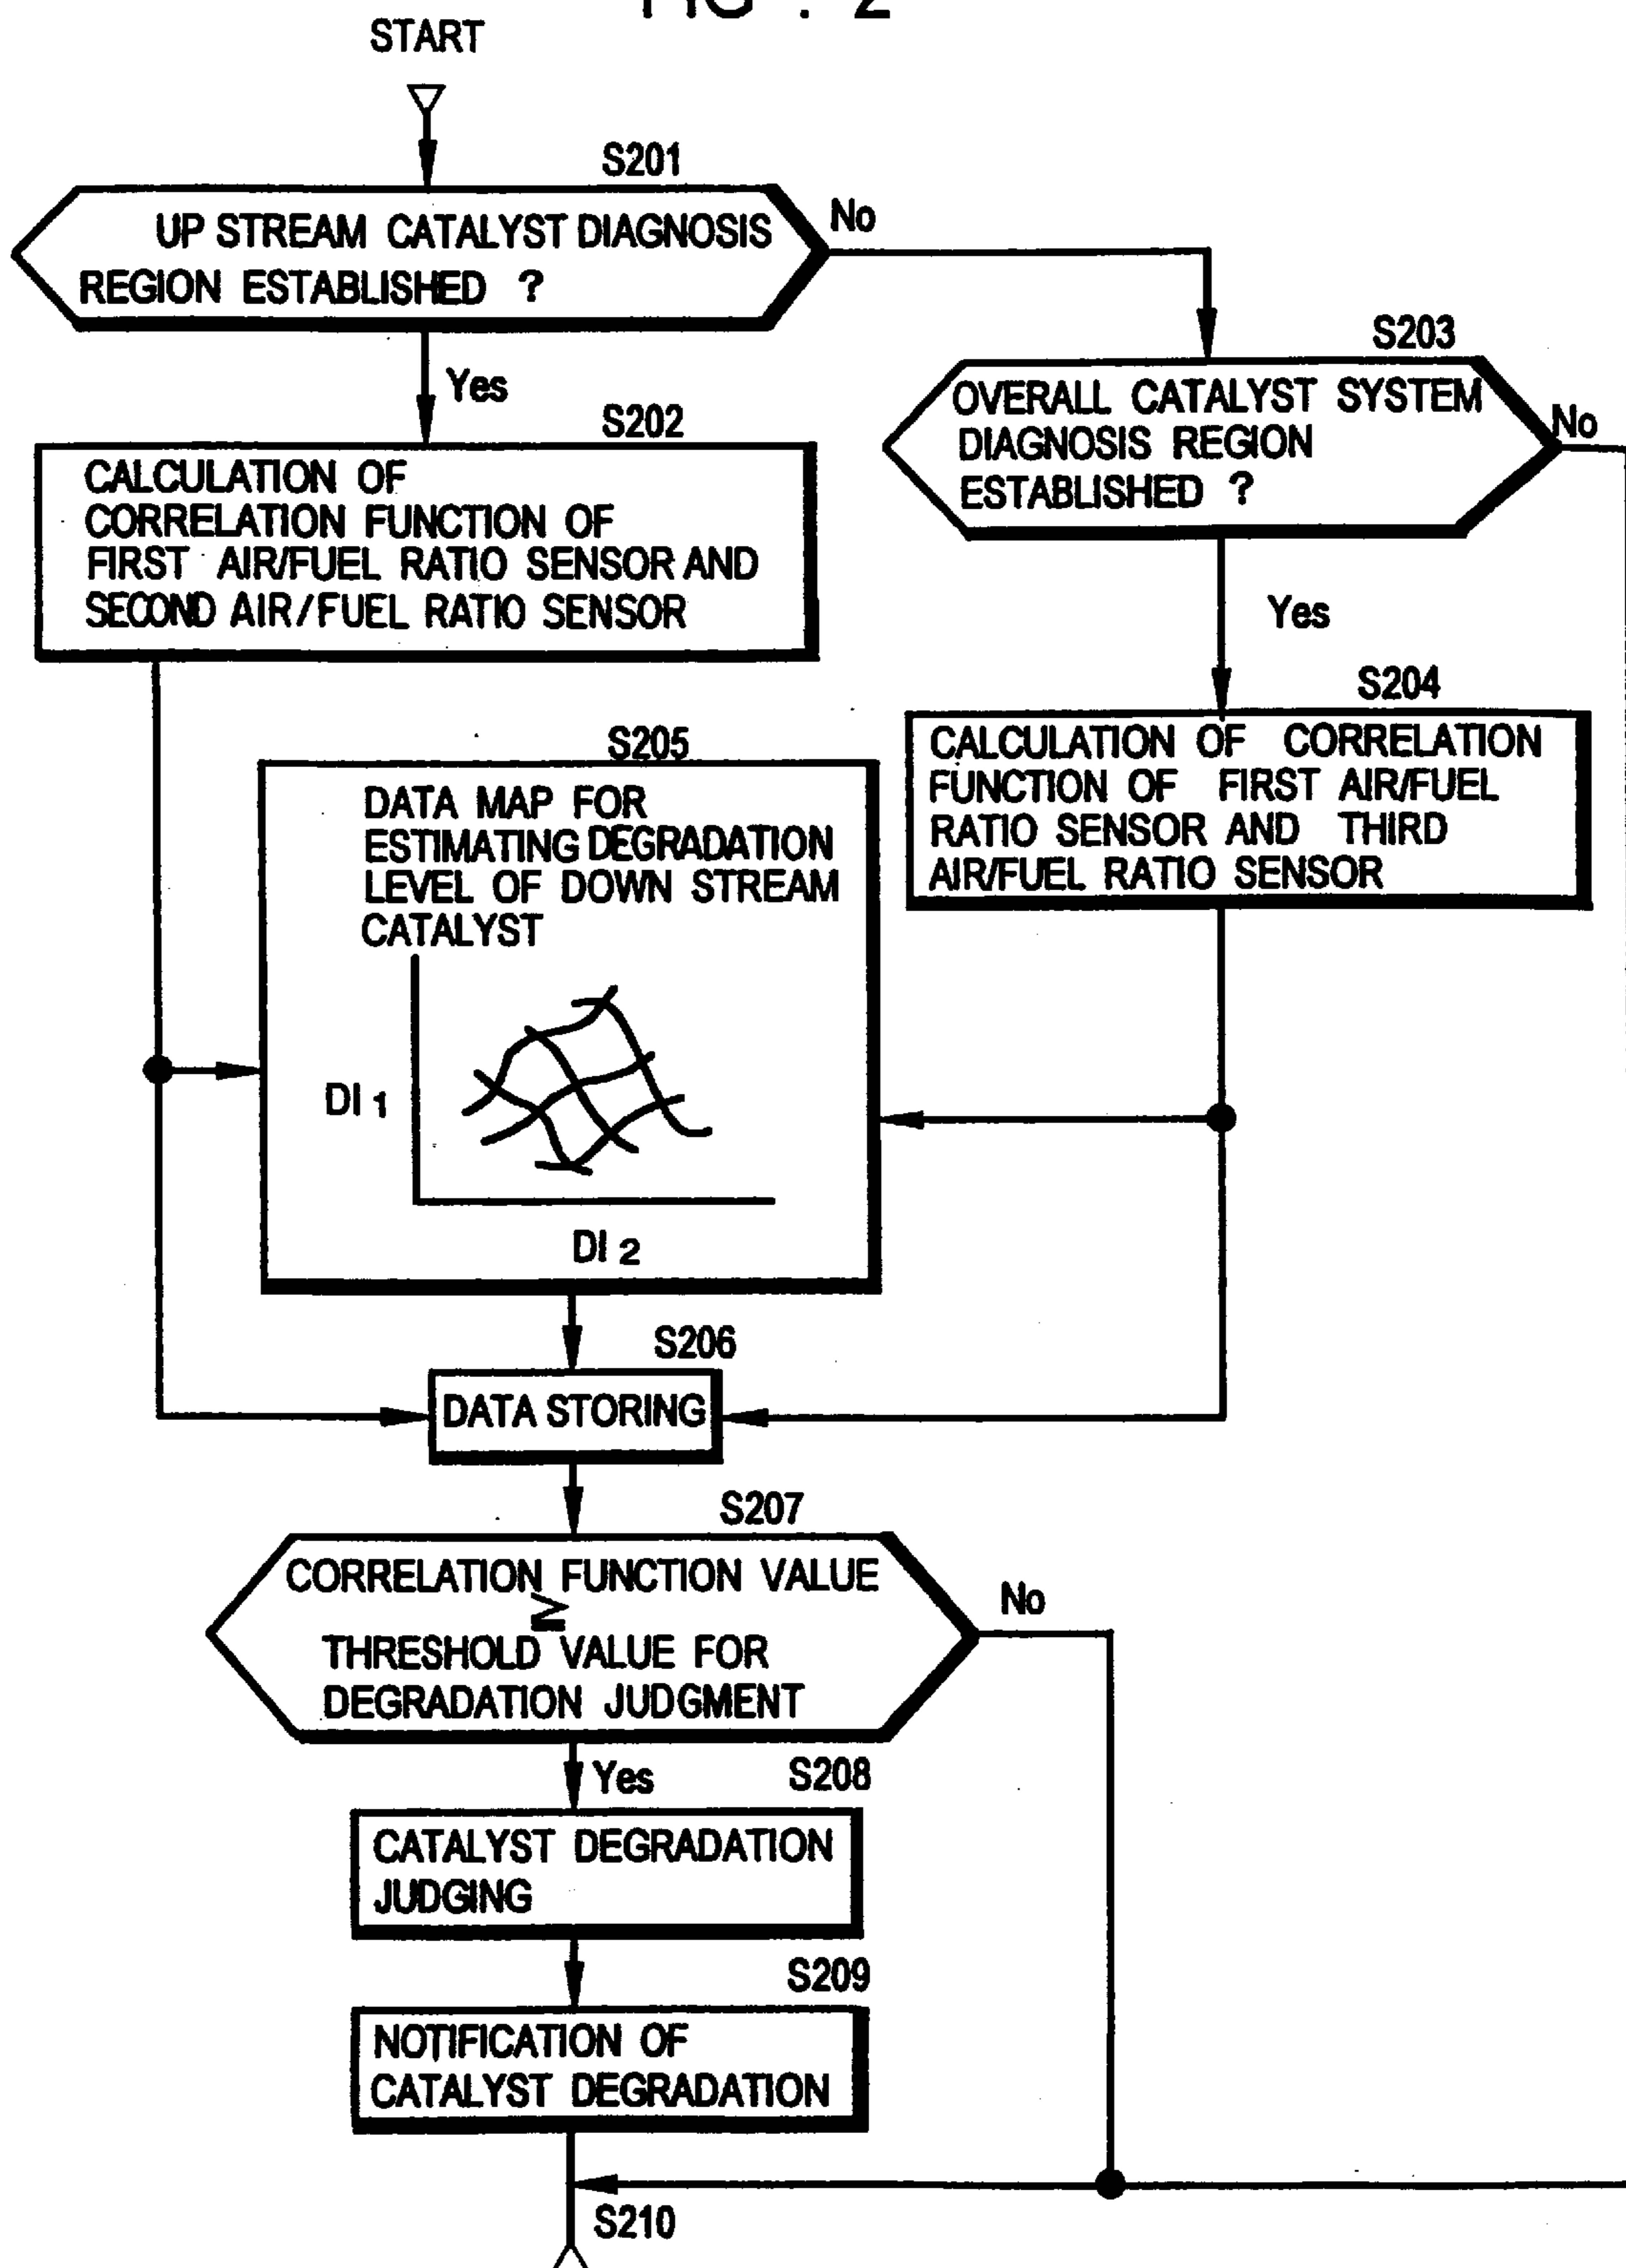 FIG . 2
START
S201
UP STREAM CATALYST DIAGNOSIS
REGION ESTABLISHED ?
No
Yes
S203
OVERALL CATALYST SYSTEM
DIAGNOSIS REGION
ESTABLISHED ?
No
Yes
S202
CALCULATION OF
CORRELATION FUNCTION OF
FIRST AIR/FUEL RATIO SENSOR AND
SECOND AIR/FUEL RATIO SENSOR
S204
CALCULATION OF CORRELATION
FUNCTION OF FIRST AIR/FUEL
RATIO SENSOR AND THIRD
AIR/FUEL RATIO SENSOR
S205
DATA MAP FOR
ESTIMATING DEGRADATION
LEVEL OF DOWN STREAM
CATALYST
DI 1
DI 2
S206
DATA STORING
S207
CORRELATION FUNCTION VALUE
≧
THRESHOLD VALUE FOR
DEGRADATION JUDGMENT
No
Yes
S208
CATALYST DEGRADATION
JUDGING
S209
NOTIFICATION OF
CATALYST DEGRADATION
S210